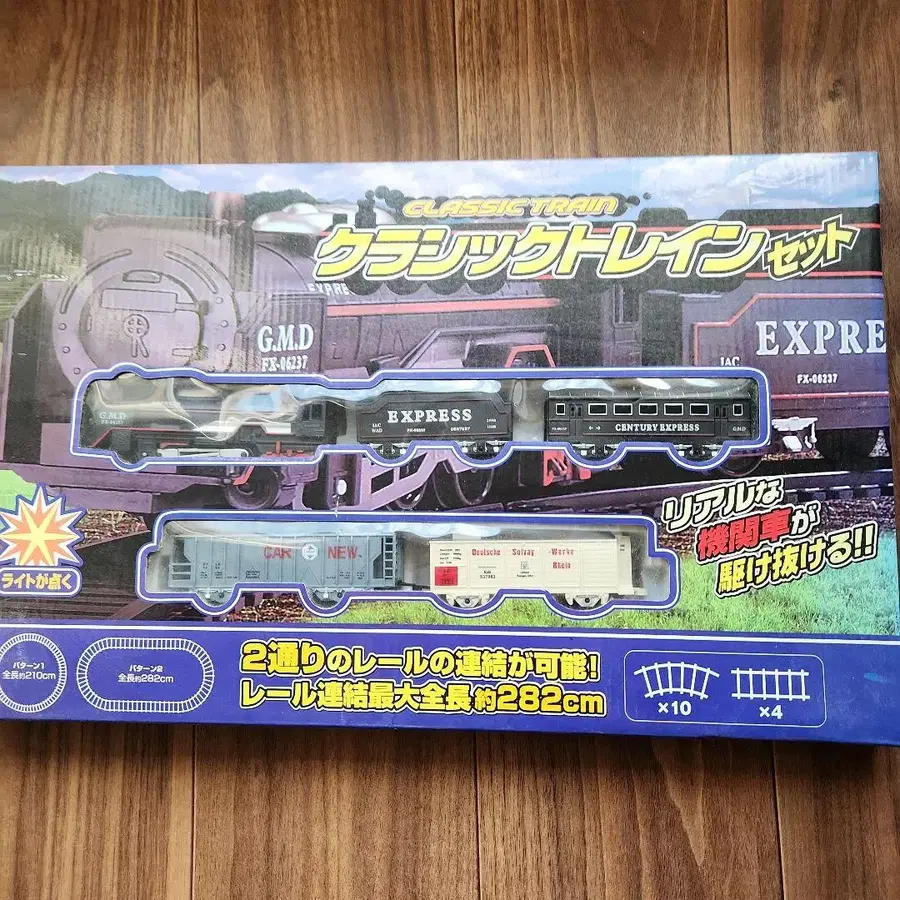 CLASSIC TRAIN
クラシックトレインセット
EXPRE
G.M.D
FX-06237
EXPRE
IAC
FX-06237
G.M.D
EXPRESS
IAC
WAD
CENTURY
CENTURY EXPRESS
G.M.D
リアルな
機関車が
駆け抜ける!!
ライトが点く
CAR NEW
Deutsche Solvay-Werke
Rhein
パターン1
全長約210cm
パターン2
全長約282cm
2通りのレールの連結が可能!
レール連結最大全長約282cm
×10
×4